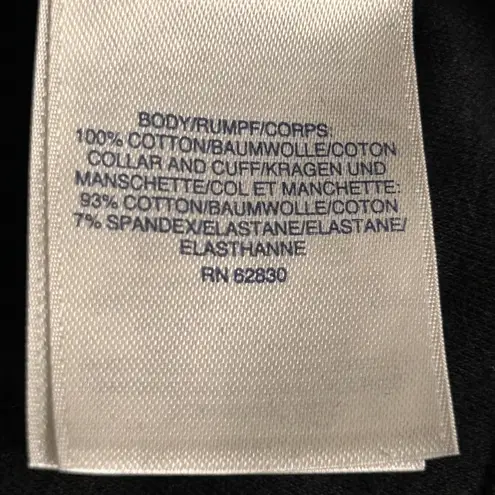 BODY/RUMPF/CORPS:
100% COTTON/BAUMWOLLE/COTON
COLLAR AND CUFF/KRAGEN UND
MANSCHETTE/COL ET MANCHETTE:
93% COTTON/BAUMWOLLE/COTON
7% SPANDEX/ELASTANE/ELASTANE/
ELASTHANNE
RN 62830